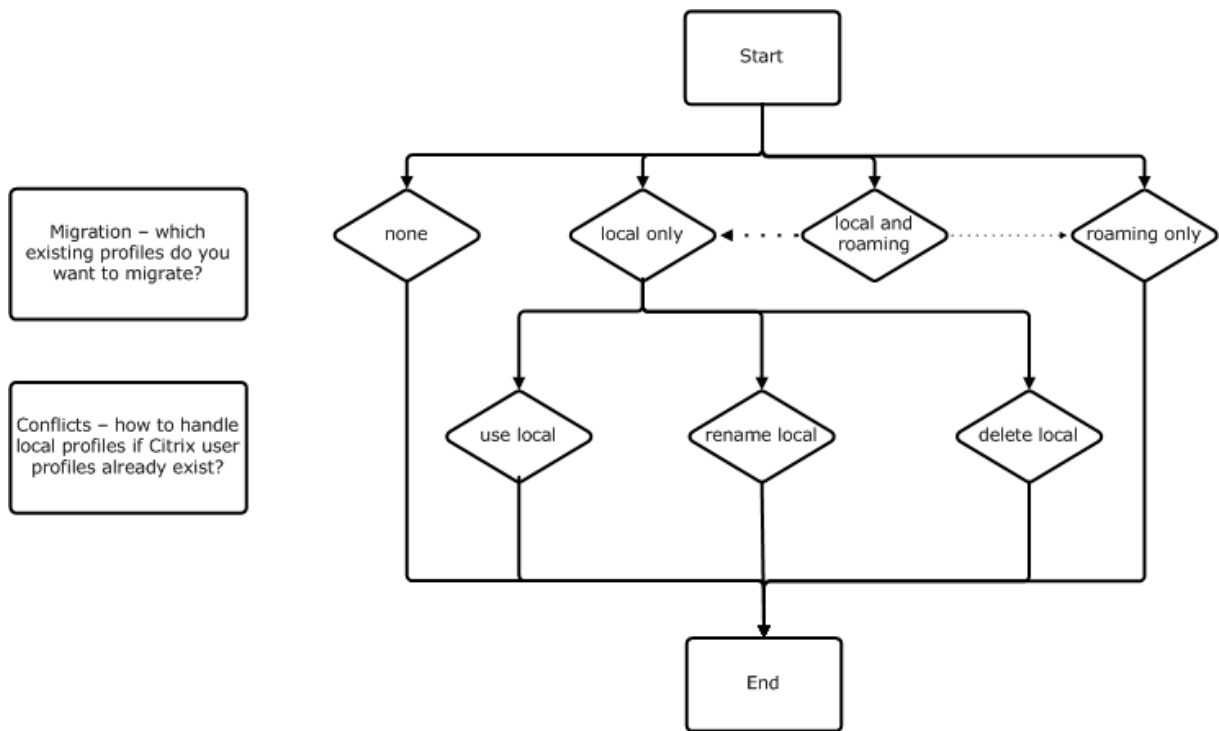 Start
Migration – which
existing profiles do you
want to migrate?
none
local only
local and
roaming
roaming only
Conflicts – how to handle
local profiles if Citrix user
profiles already exist?
use local
rename local
delete local
End